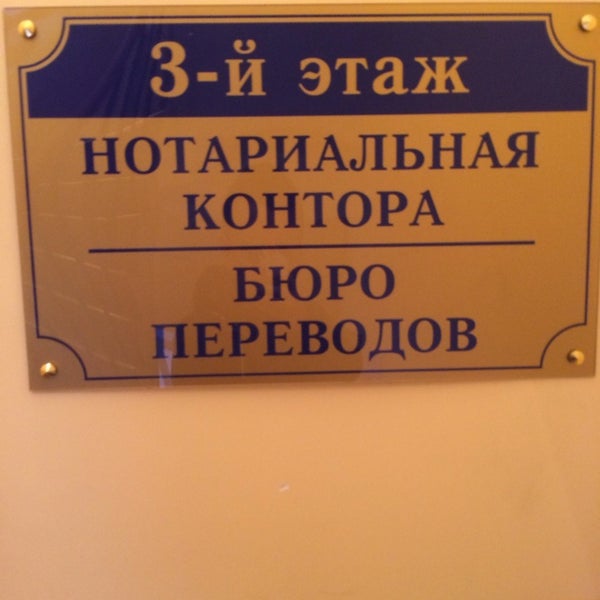 3-й этаж
НОТАРИАЛЬНАЯ
КОНТОРА
БЮРО
ПЕРЕВОДОВ